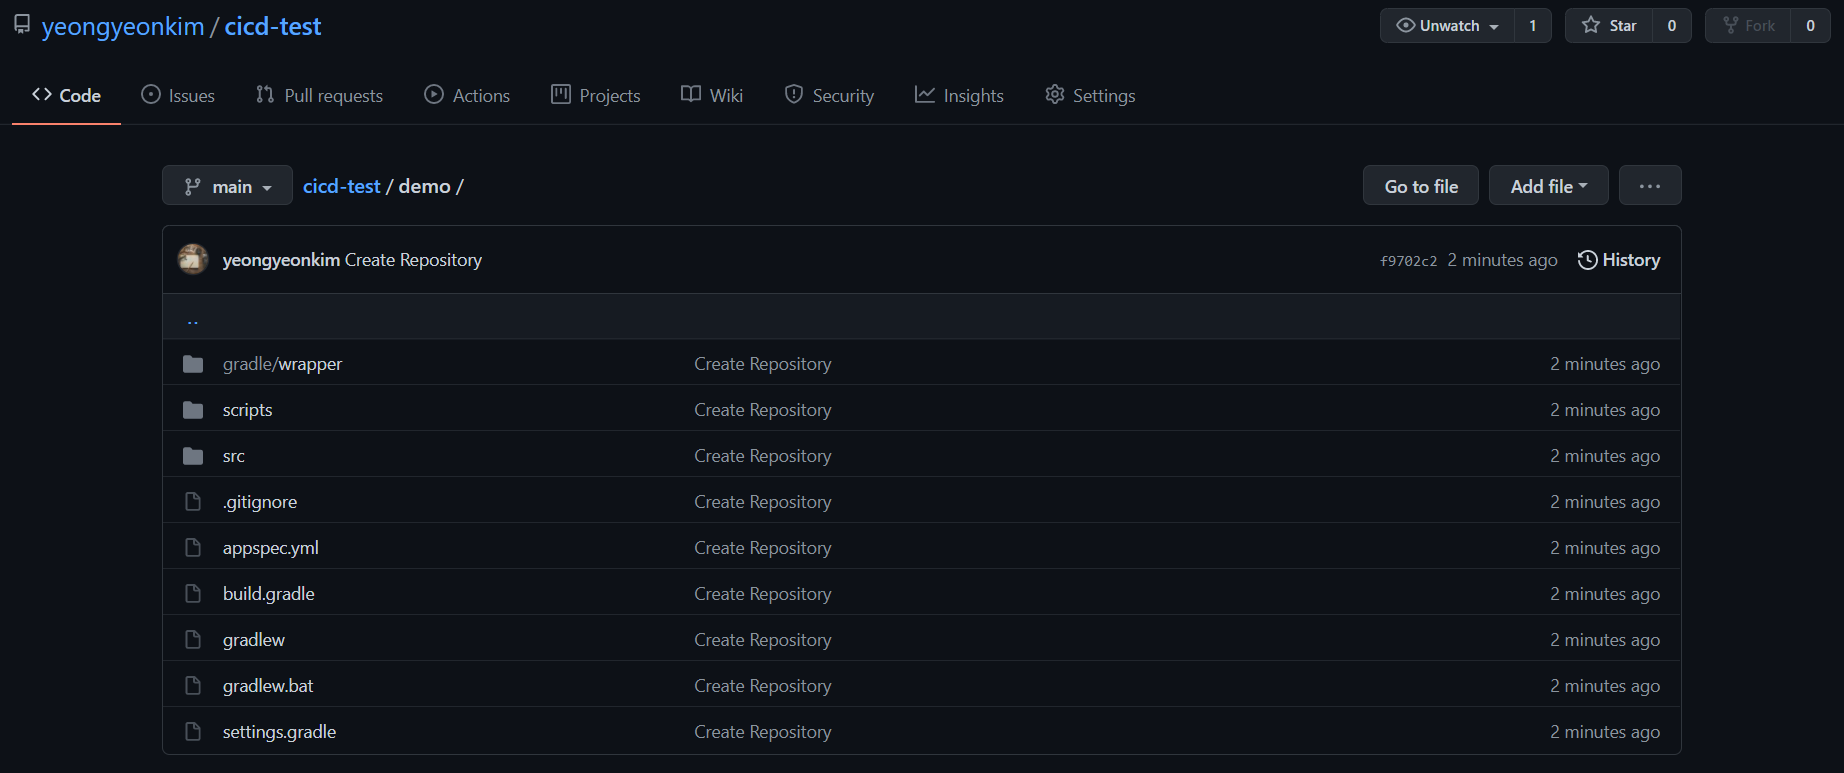 yeongyeonkim / cicd-test
Unwatch 1 Star 0 Fork 0
Code Issues Pull requests Actions Projects Wiki Security Insights Settings
main cicd-test / demo / Go to file Add file ...
yeongyeonkim Create Repository f9702c2 2 minutes ago History
..
gradle/wrapper Create Repository 2 minutes ago
scripts Create Repository 2 minutes ago
src Create Repository 2 minutes ago
.gitignore Create Repository 2 minutes ago
appspec.yml Create Repository 2 minutes ago
build.gradle Create Repository 2 minutes ago
gradlew Create Repository 2 minutes ago
gradlew.bat Create Repository 2 minutes ago
settings.gradle Create Repository 2 minutes ago